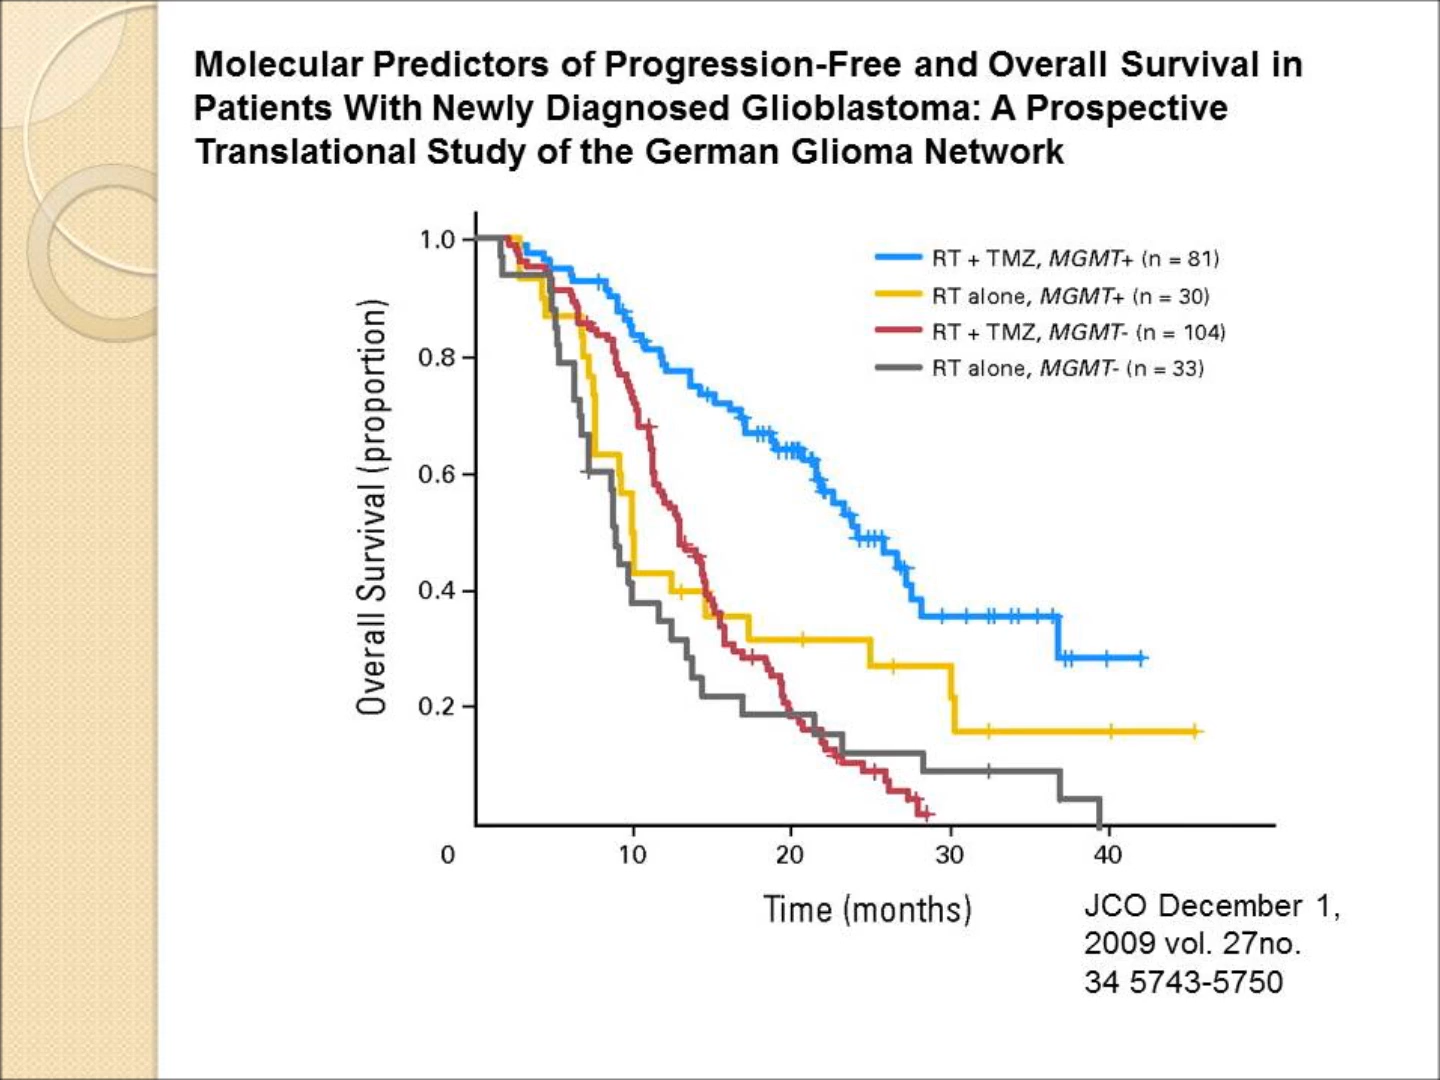 Molecular Predictors of Progression-Free and Overall Survival in
Patients With Newly Diagnosed Glioblastoma: A Prospective
Translational Study of the German Glioma Network
1.0
0.8
0.6
0.4
0.2
Overall Survival (proportion)
RT + TMZ, MGMT+ (n = 81)
RT alone, MGMT+ (n = 30)
RT + TMZ, MGMT- (n = 104)
RT alone, MGMT- (n = 33)
0 10 20 30 40
Time (months)
JCO December 1,
2009 vol. 27no.
34 5743-5750